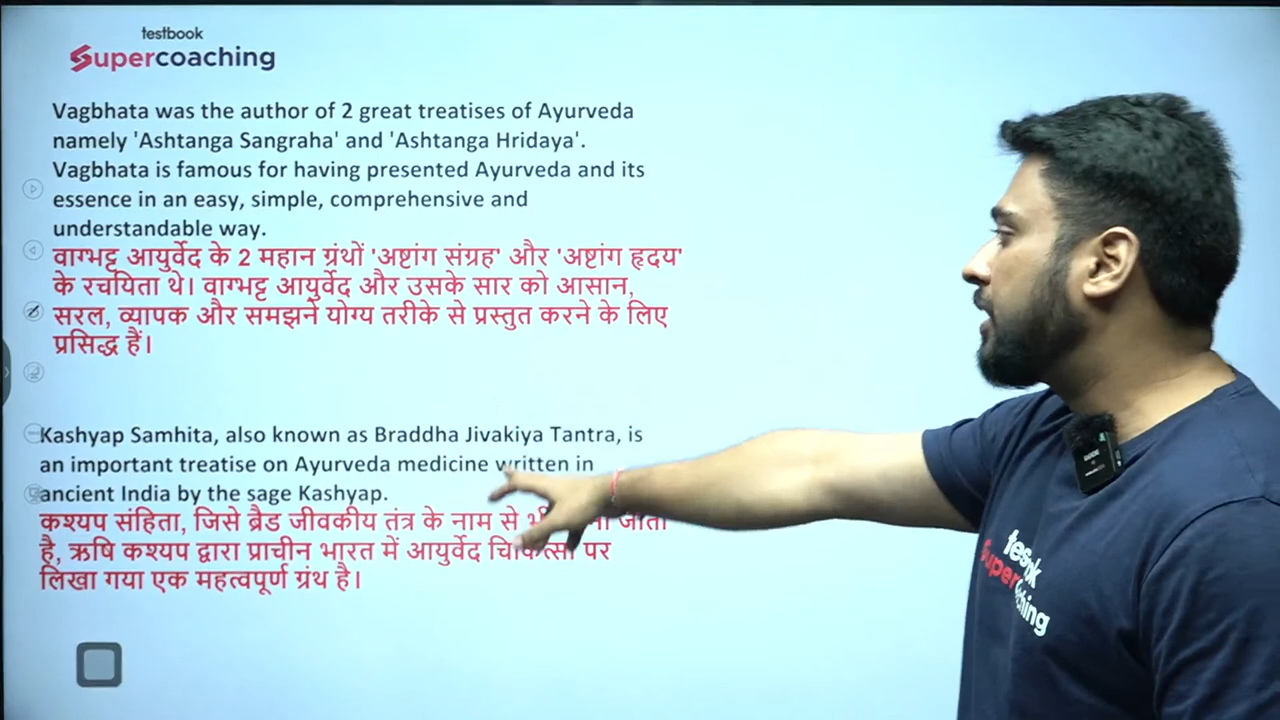 testbook
Supercoaching
Vagbhata was the author of 2 great treatises of Ayurveda
namely 'Ashtanga Sangraha' and 'Ashtanga Hridaya'.
Vagbhata is famous for having presented Ayurveda and its
essence in an easy, simple, comprehensive and
understandable way.
वाग्भट्ट आयुर्वेद के 2 महान ग्रंथों 'अष्टांग संग्रह' और 'अष्टांग हृदय'
के रचयिता थे। वाग्भट्ट आयुर्वेद और उसके सार को आसान,
सरल, व्यापक और समझने योग्य तरीके से प्रस्तुत करने के लिए
प्रसिद्ध हैं।
Kashyap Samhita, also known as Braddha Jivakiya Tantra, is
an important treatise on Ayurveda medicine written in
ancient India by the sage Kashyap.
कश्यप संहिता, जिसे ब्रैड जीवकीय तंत्र के नाम से जाता
है, ऋषि कश्यप द्वारा प्राचीन भारत में आयुर्वेद चिकित्सा पर
लिखा गया एक महत्वपूर्ण ग्रंथ है।
testbook
Supercoaching